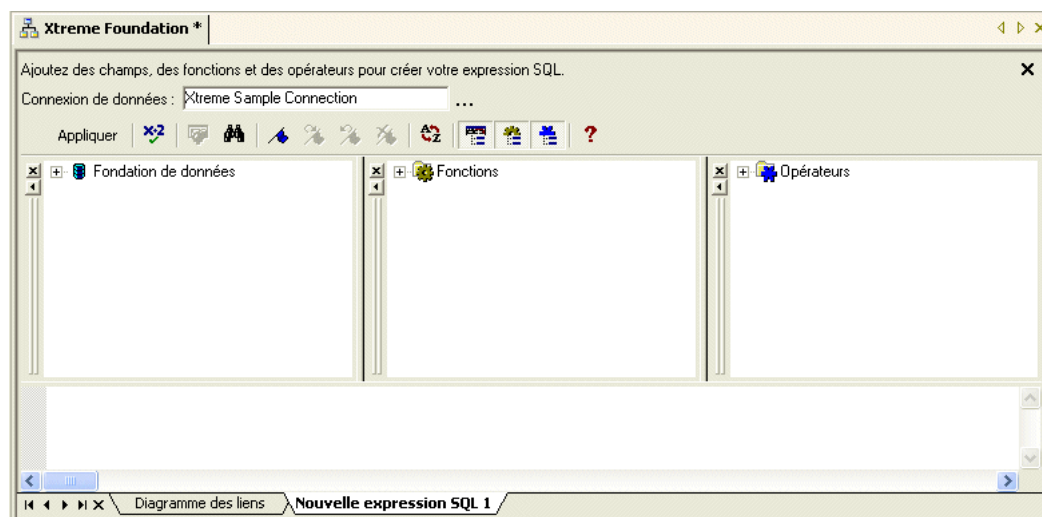 Xtreme Foundation *
Ajoutez des champs, des fonctions et des opérateurs pour créer votre expression SQL.
Connexion de données : Xtreme Sample Connection ...
Appliquer x+2 A Z ?
Fondation de données
Fonctions
Opérateurs
Diagramme des liens
Nouvelle expression SQL 1